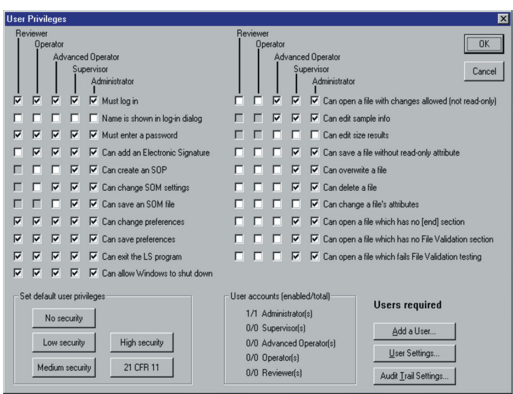 User Privileges
Reviewer
Operator
Advanced Operator
Supervisor
Administrator
Must log in
Name is shown in log-in dialog
Must enter a password
Can add an Electronic Signature
Can create an SOP
Can change SOM settings
Can save an SOM file
Can change preferences
Can save preferences
Can exit the LS program
Can allow Windows to shut down
Reviewer
Operator
Advanced Operator
Supervisor
Administrator
Can open a file with changes allowed (not read-only)
Can edit sample info
Can edit size results
Can save a file without read-only attribute
Can overwrite a file
Can delete a file
Can change a file's attributes
Can open a file which has no [end] section
Can open a file which has no File Validation section
Can open a file which fails File Validation testing
OK
Cancel
Set default user privileges
No security
Low security
High security
Medium security
21 CFR 11
User accounts (enabled/total)
1/1 Administrator(s)
0/0 Supervisor(s)
0/0 Advanced Operator(s)
0/0 Operator(s)
0/0 Reviewer(s)
Users required
Add a User...
User Settings...
Audit Trail Settings...